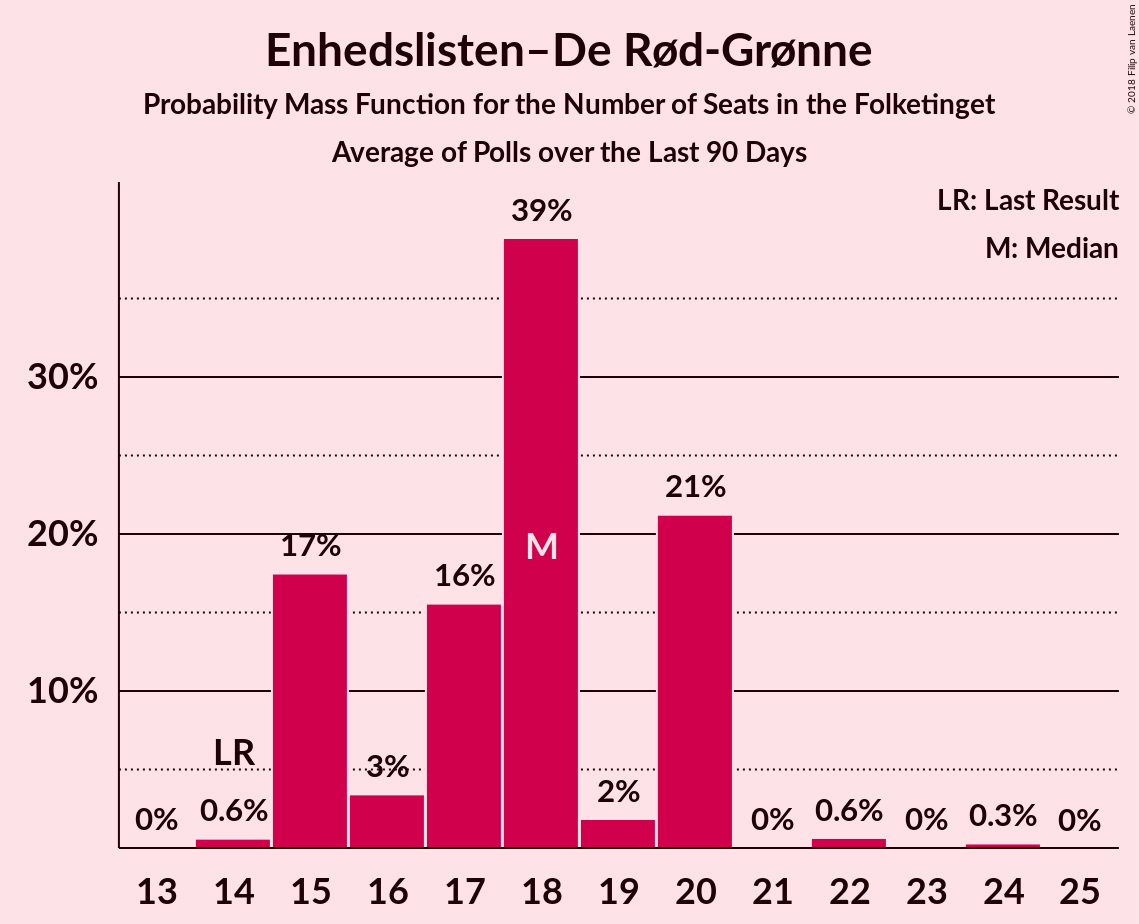 Enhedslisten–De Rød-Grønne
Probability Mass Function for the Number of Seats in the Folketinget
Average of Polls over the Last 90 Days
© 2018 Filip van Laenen
LR: Last Result
M: Median
39%
30%
21%
20%
17%
M
16%
10%
LR
3%
2%
0% 0.6% 0% 0.6% 0% 0.3% 0%
13 14 15 16 17 18 19 20 21 22 23 24 25